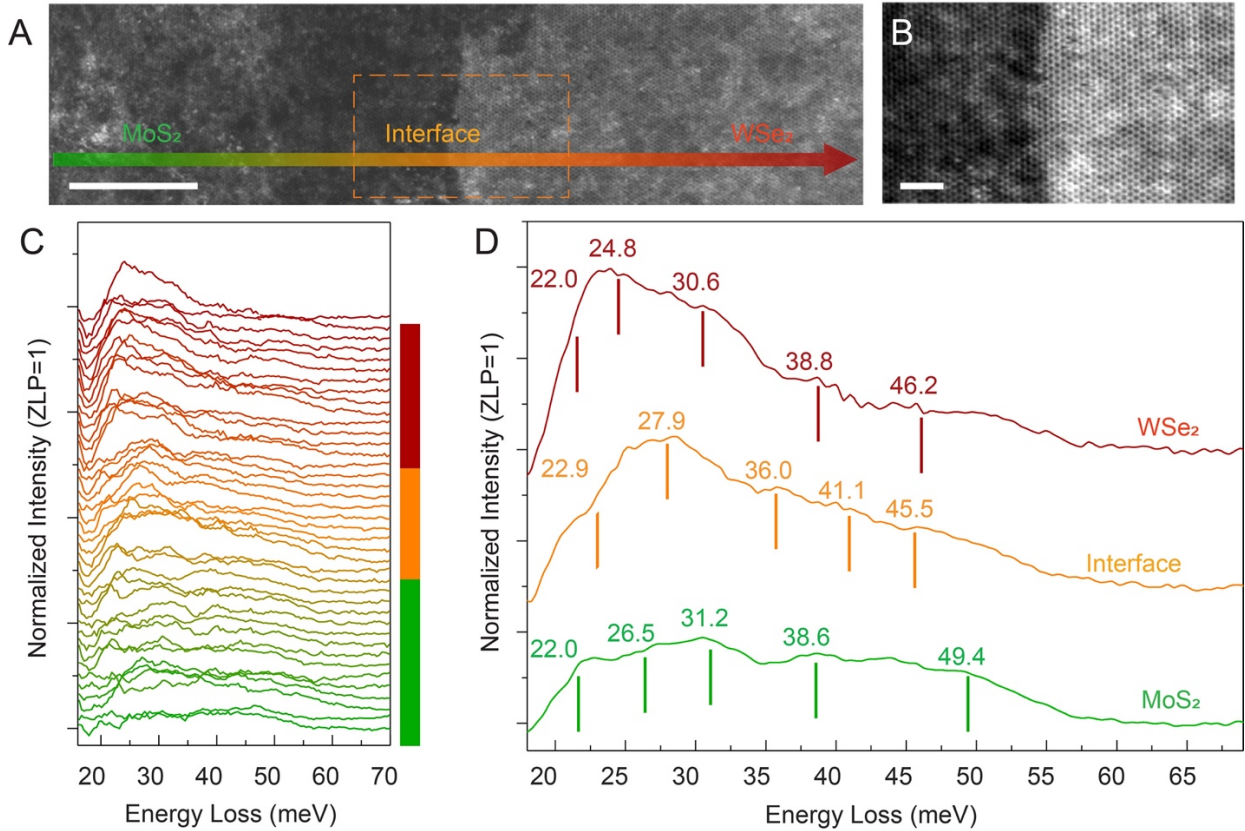 A
MoS₂
Interface
WSe₂
B
C
Normalized Intensity (ZLP=1)
20 30 40 50 60 70
Energy Loss (meV)
D
Normalized Intensity (ZLP=1)
22.0 24.8 30.6 38.8 46.2
WSe₂
22.9 27.9 36.0 41.1 45.5
Interface
22.0 26.5 31.2 38.6 49.4
MoS₂
20 25 30 35 40 45 50 55 60 65
Energy Loss (meV)